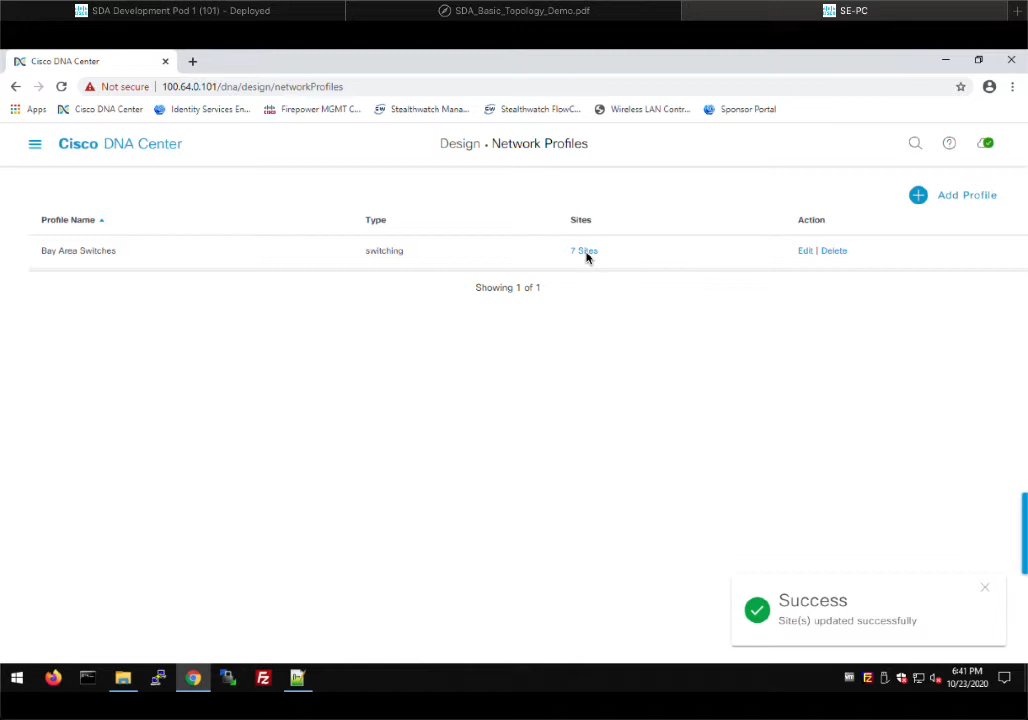 SDA Development Pod 1 (101) - Deployed
SDA_Basic_Topology_Demo.pdf
SE-PC
Cisco DNA Center
Not secure | 100.64.0.101/dna/design/networkProfiles
Apps Cisco DNA Center Identity Services En... Firepower MGMT C... Stealthwatch Mana... Stealthwatch FlowC... Wireless LAN Contr... Sponsor Portal
Cisco DNA Center
Design • Network Profiles
Add Profile
Profile Name Type Sites Action
Bay Area Switches switching 7 Sites Edit | Delete
Showing 1 of 1
Success
Site(s) updated successfully
6:41 PM
10/23/2020